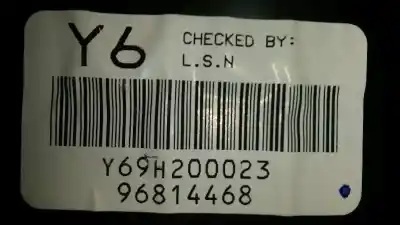 Y6
CHECKED BY:
L.S.N
Y69H200023
96814468